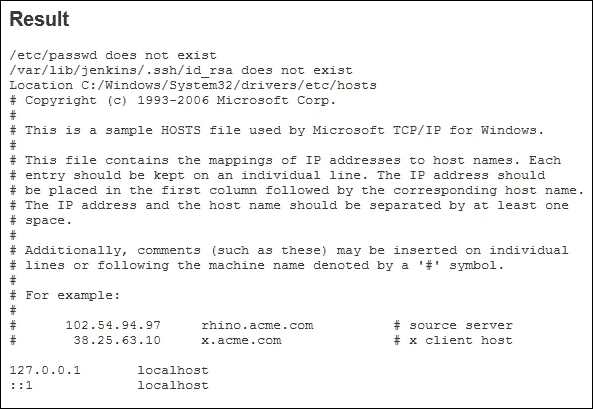 Result
/etc/passwd does not exist
/var/lib/jenkins/.ssh/id_rsa does not exist
Location C:/Windows/System32/drivers/etc/hosts
# Copyright (c) 1993-2006 Microsoft Corp.
#
# This is a sample HOSTS file used by Microsoft TCP/IP for Windows.
#
# This file contains the mappings of IP addresses to host names. Each
# entry should be kept on an individual line. The IP address should
# be placed in the first column followed by the corresponding host name.
# The IP address and the host name should be separated by at least one
# space.
#
# Additionally, comments (such as these) may be inserted on individual
# lines or following the machine name denoted by a '#' symbol.
#
# For example:
#
#      102.54.94.97     rhino.acme.com          # source server
#       38.25.63.10     x.acme.com              # x client host
127.0.0.1       localhost
::1             localhost